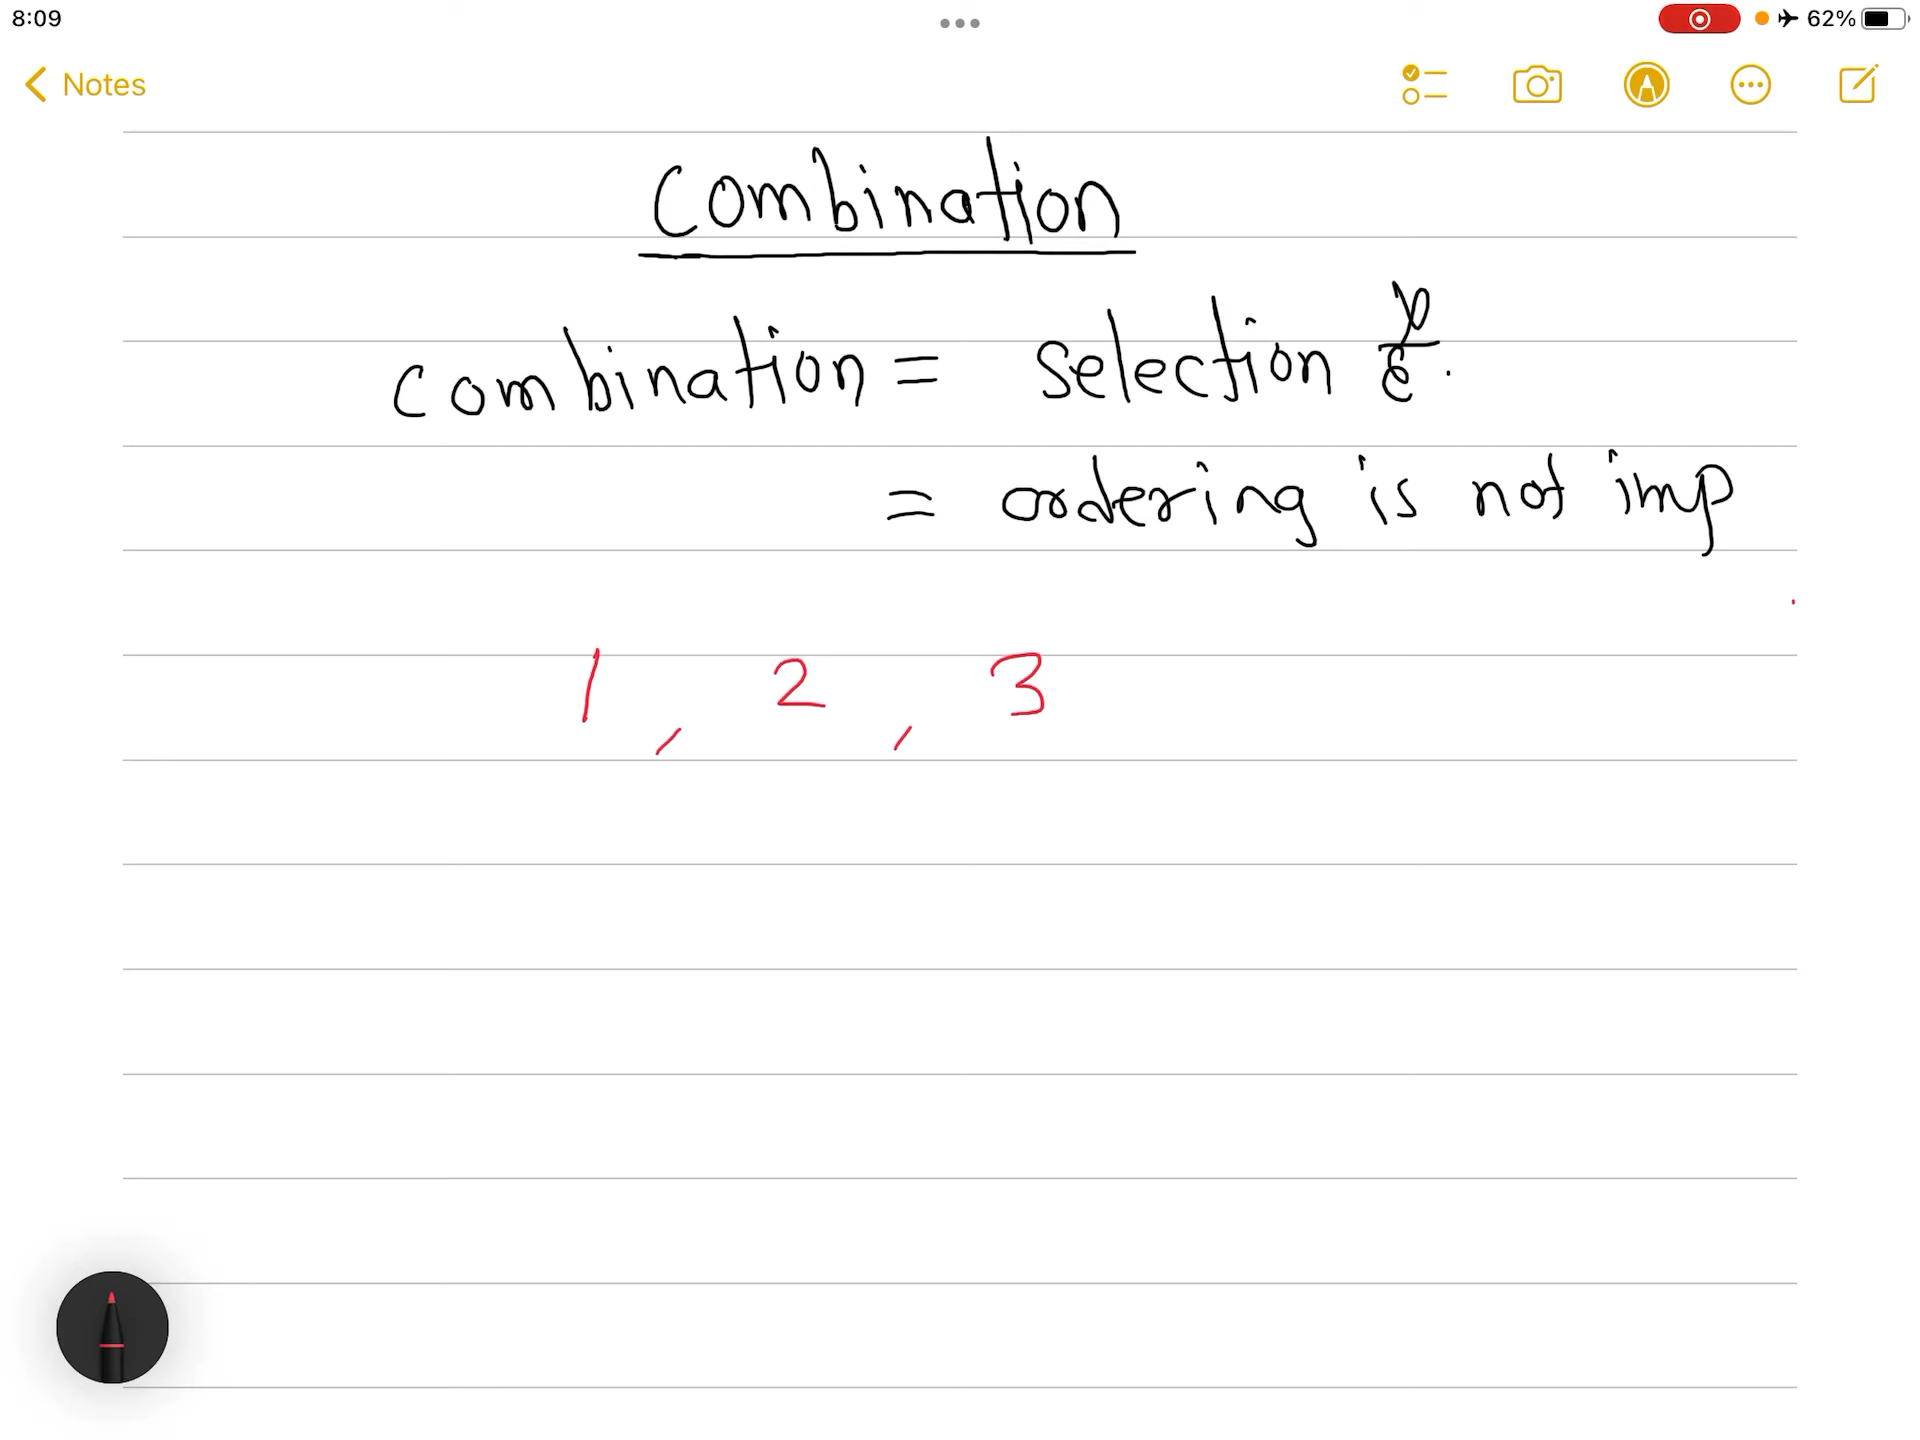 8:09
62%
Notes
Combination
combination = selection
= ordering is not imp
1, 2, 3